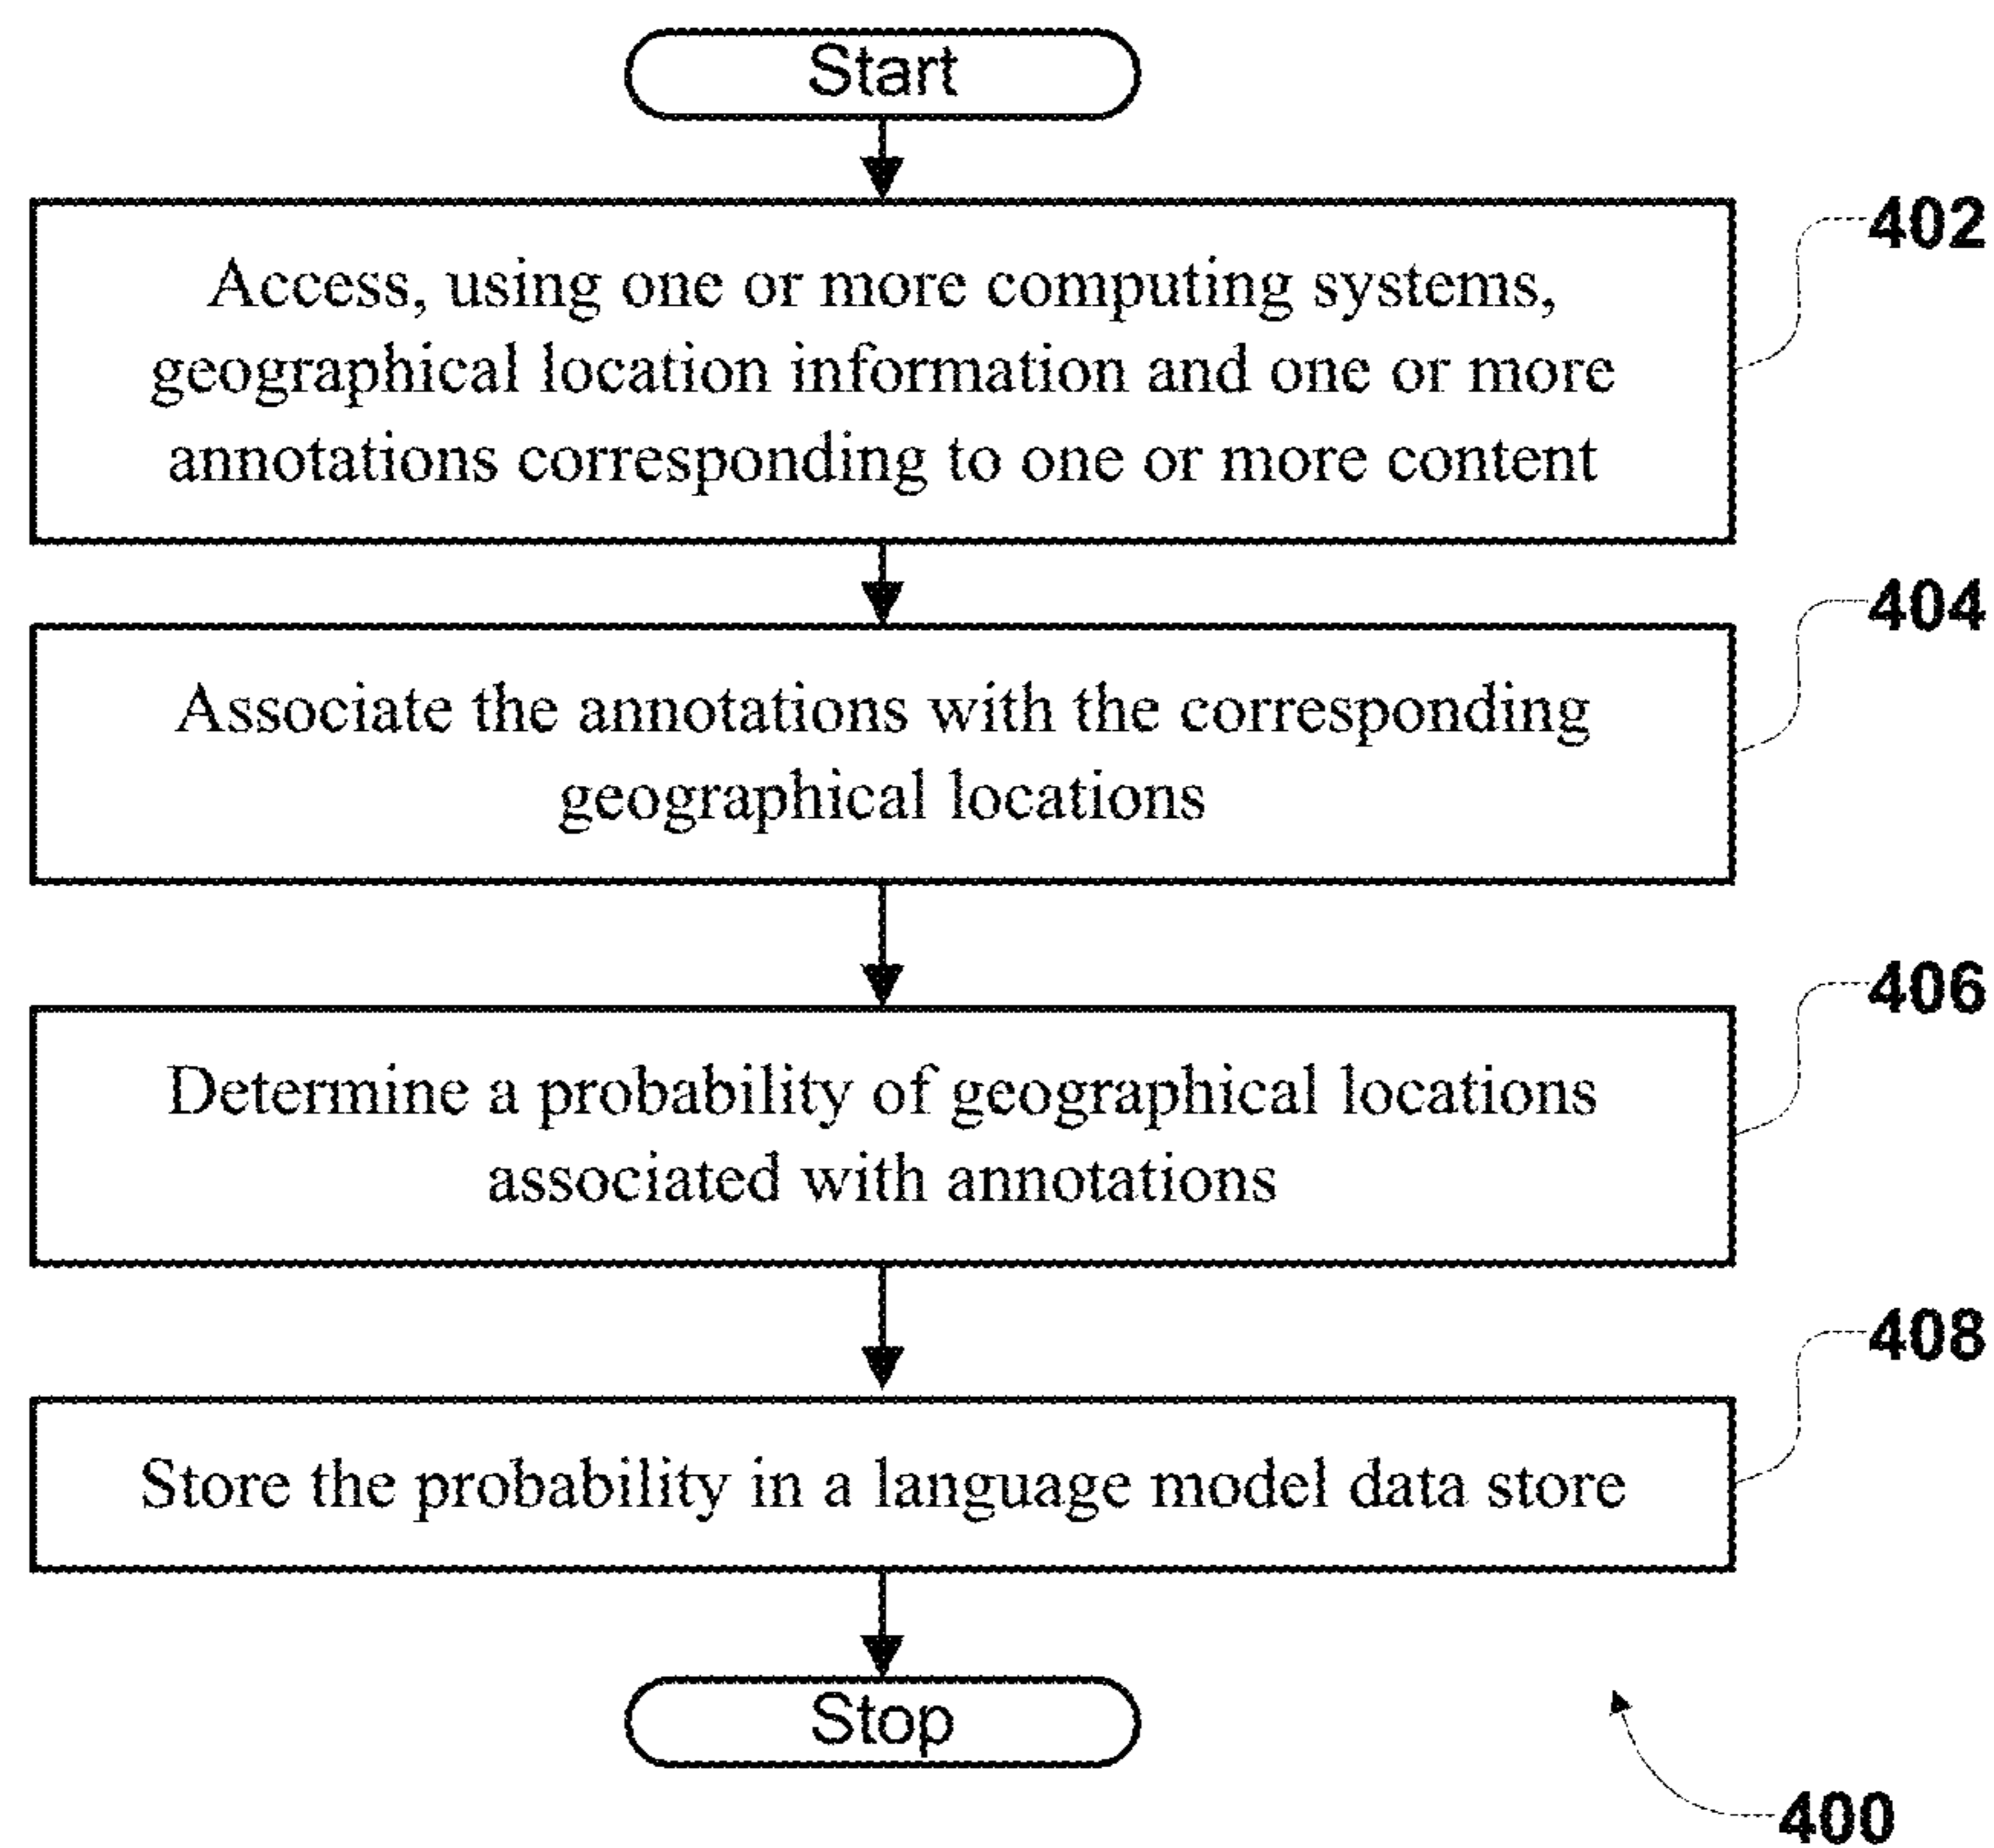 Start
402
Access, using one or more computing systems,
geographical location information and one or more
annotations corresponding to one or more content
404
Associate the annotations with the corresponding
geographical locations
406
Determine a probability of geographical locations
associated with annotations
408
Store the probability in a language model data store
Stop
400